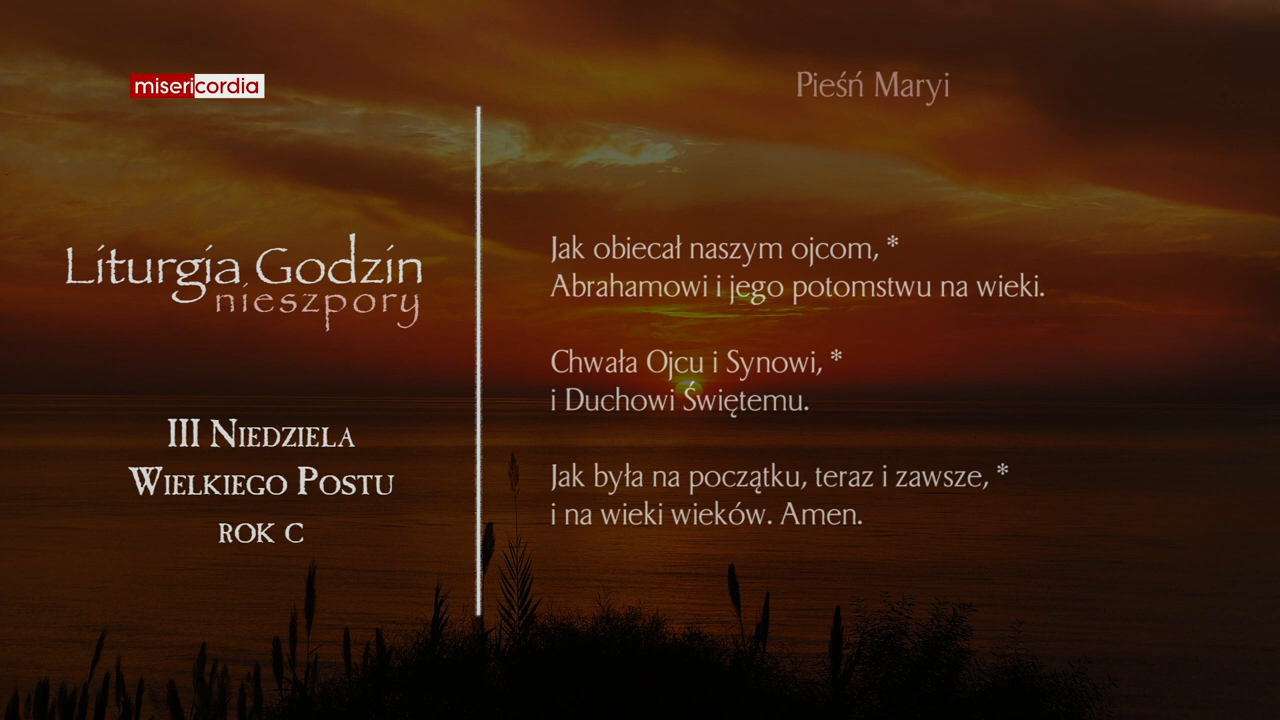 misericordia
Liturgia Godzin
nieszpory
III Niedziela
Wielkiego Postu
rok C
Pieśń Maryi
Jak obiecał naszym ojcom, *
Abrahamowi i jego potomstwu na wieki.
Chwała Ojcu i Synowi, *
i Duchowi Świętemu.
Jak była na początku, teraz i zawsze, *
i na wieki wieków. Amen.